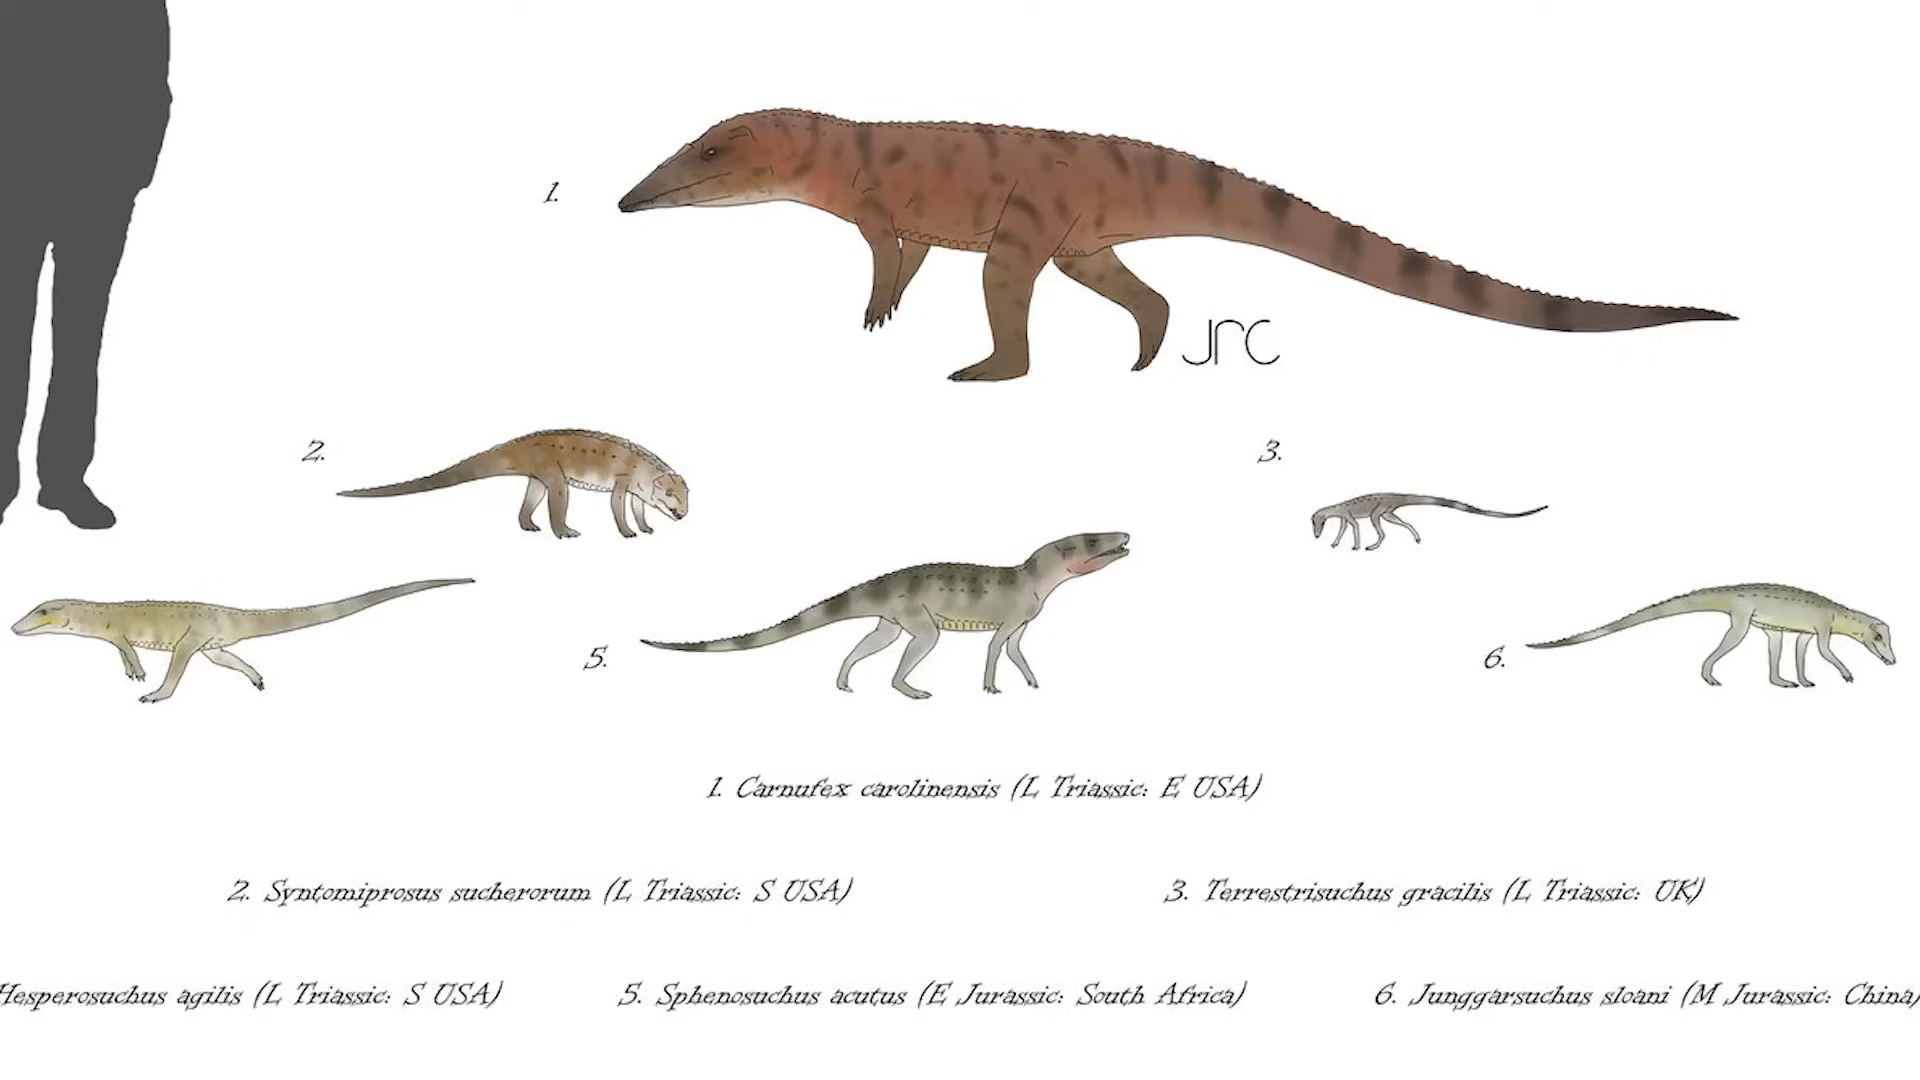 1.
JRC
2.
3.
5.
6.
1. Carnufex carolinensis (L Triassic: E USA)
2. Syntomiprosus sucherorum (L Triassic: S USA)
3. Terrestrisuchus gracilis (L Triassic: UK)
Hesperosuchus agilis (L Triassic: S USA)
5. Sphenosuchus acutus (E Jurassic: South Africa)
6. Junggarsuchus sloani (M Jurassic: China)